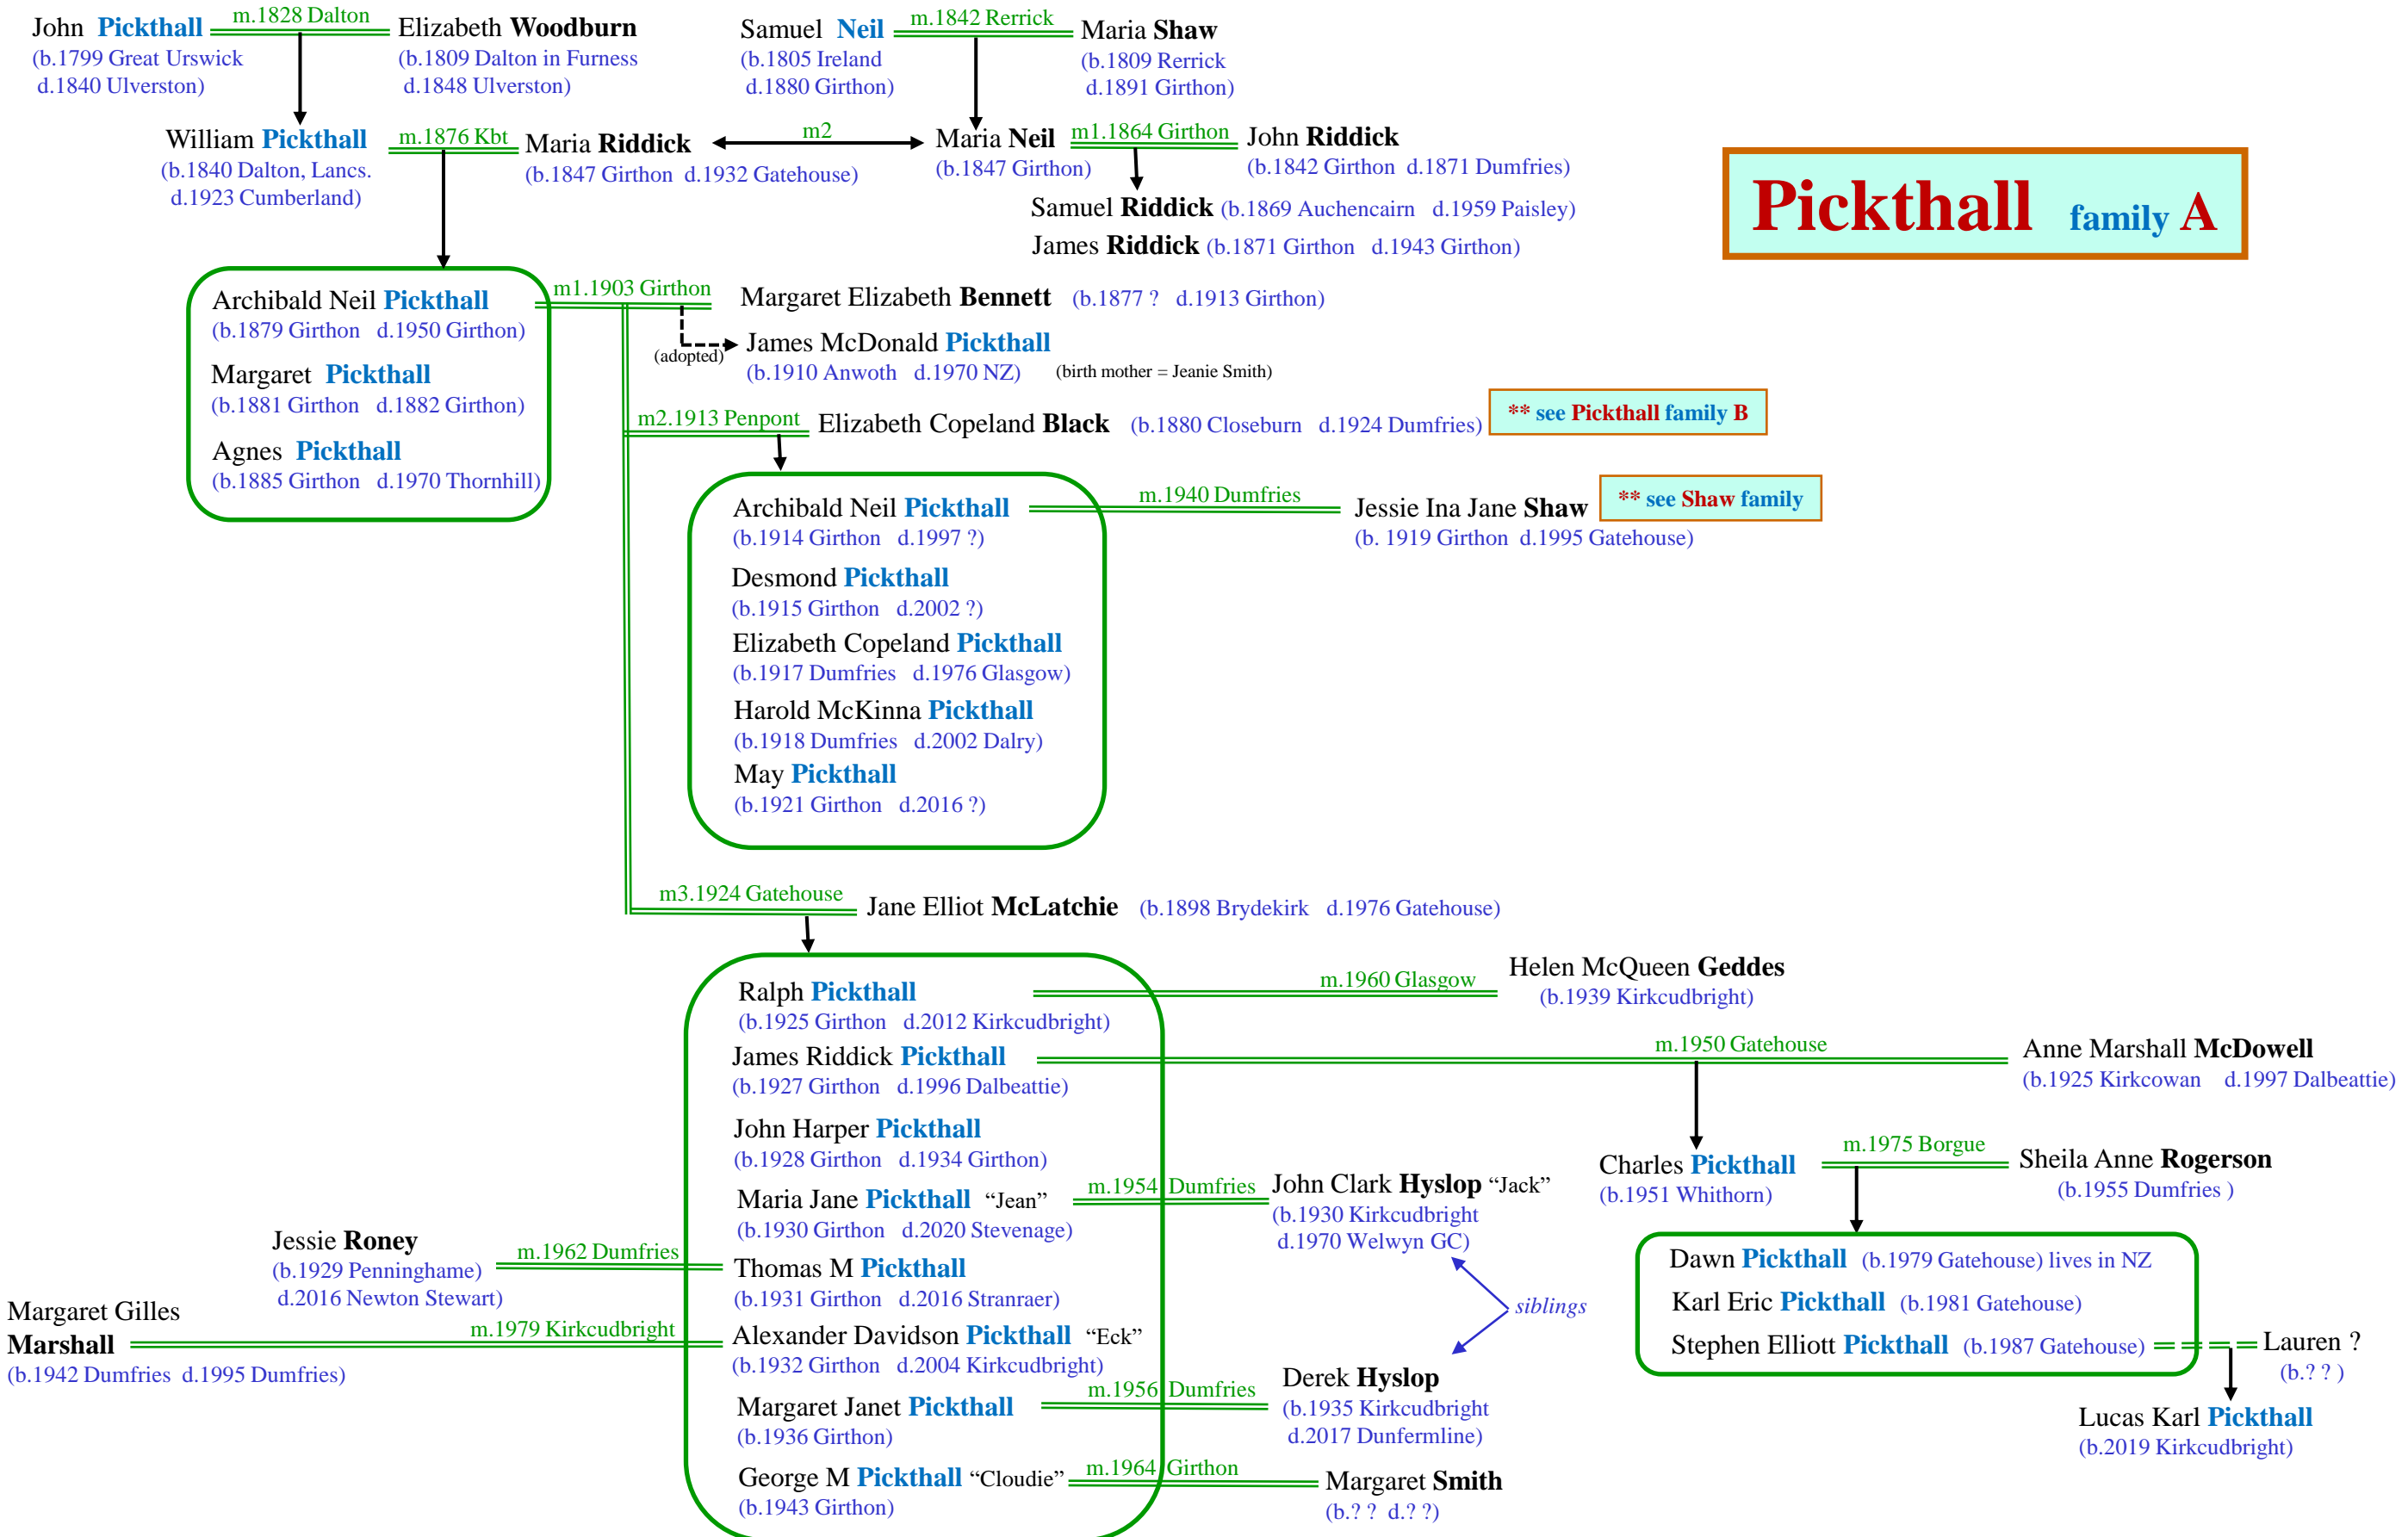 John Pickthall m.1828 Dalton Elizabeth Woodburn
(b.1799 Great Urswick
d.1840 Ulverston)
(b.1809 Dalton in Furness
d.1848 Ulverston)
Samuel Neil m.1842 Rerrick Maria Shaw
(b.1805 Ireland
d.1880 Girthon)
(b.1809 Rerrick
d.1891 Girthon)
William Pickthall m.1876 Kbt Maria Riddick m2 Maria Neil m1.1864 Girthon John Riddick
(b.1840 Dalton, Lancs.
d.1923 Cumberland)
(b.1847 Girthon d.1932 Gatehouse)
(b.1847 Girthon)
(b.1842 Girthon d.1871 Dumfries)
Samuel Riddick (b.1869 Auchencairn d.1959 Paisley)
James Riddick (b.1871 Girthon d.1943 Girthon)
Pickthall family A
Archibald Neil Pickthall
(b.1879 Girthon d.1950 Girthon)
Margaret Pickthall
(b.1881 Girthon d.1882 Girthon)
Agnes Pickthall
(b.1885 Girthon d.1970 Thornhill)
m1.1903 Girthon Margaret Elizabeth Bennett (b.1877 ? d.1913 Girthon)
(adopted) James McDonald Pickthall
(b.1910 Anwoth d.1970 NZ) (birth mother = Jeanie Smith)
m2.1913 Penpont Elizabeth Copeland Black (b.1880 Closeburn d.1924 Dumfries) ** see Pickthall family B
Archibald Neil Pickthall m.1940 Dumfries Jessie Ina Jane Shaw ** see Shaw family
(b.1914 Girthon d.1997 ?) (b. 1919 Girthon d.1995 Gatehouse)
Desmond Pickthall
(b.1915 Girthon d.2002 ?)
Elizabeth Copeland Pickthall
(b.1917 Dumfries d.1976 Glasgow)
Harold McKinna Pickthall
(b.1918 Dumfries d.2002 Dalry)
May Pickthall
(b.1921 Girthon d.2016 ?)
m3.1924 Gatehouse Jane Elliot McLatchie (b.1898 Brydekirk d.1976 Gatehouse)
Ralph Pickthall m.1960 Glasgow Helen McQueen Geddes
(b.1925 Girthon d.2012 Kirkcudbright) (b.1939 Kirkcudbright)
James Riddick Pickthall m.1950 Gatehouse Anne Marshall McDowell
(b.1927 Girthon d.1996 Dalbeattie) (b.1925 Kirkcowan d.1997 Dalbeattie)
John Harper Pickthall
(b.1928 Girthon d.1934 Girthon)
Charles Pickthall m.1975 Borgue Sheila Anne Rogerson
(b.1951 Whithorn) (b.1955 Dumfries )
Maria Jane Pickthall “Jean” m.1954 Dumfries John Clark Hyslop “Jack”
(b.1930 Girthon d.2020 Stevenage) (b.1930 Kirkcudbright
d.1970 Welwyn GC)
Jessie Roney m.1962 Dumfries Thomas M Pickthall
(b.1929 Penninghame)
d.2016 Newton Stewart)
(b.1931 Girthon d.2016 Stranraer)
siblings
Dawn Pickthall (b.1979 Gatehouse) lives in NZ
Karl Eric Pickthall (b.1981 Gatehouse)
Stephen Elliott Pickthall (b.1987 Gatehouse) Lauren ?
(b.? ? )
Lucas Karl Pickthall
(b.2019 Kirkcudbright)
Margaret Gilles
Marshall m.1979 Kirkcudbright Alexander Davidson Pickthall “Eck”
(b.1942 Dumfries d.1995 Dumfries) (b.1932 Girthon d.2004 Kirkcudbright)
Margaret Janet Pickthall m.1956 Dumfries Derek Hyslop
(b.1936 Girthon) (b.1935 Kirkcudbright
d.2017 Dunfermline)
George M Pickthall “Cloudie” m.1964 Girthon Margaret Smith
(b.1943 Girthon) (b.? ? d.? ?)